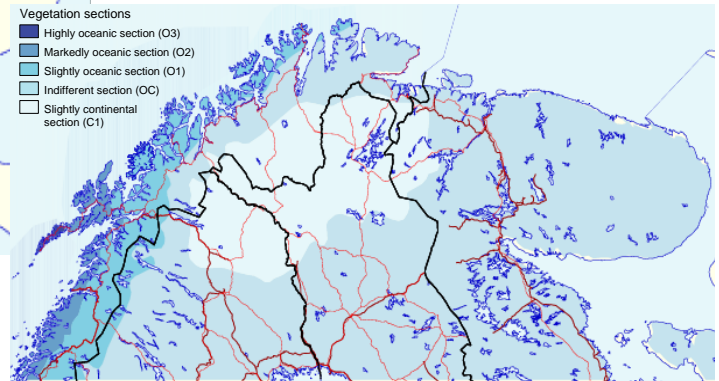 Vegetation sections
Highly oceanic section (O3)
Markedly oceanic section (O2)
Slightly oceanic section (O1)
Indifferent section (OC)
Slightly continental
section (C1)